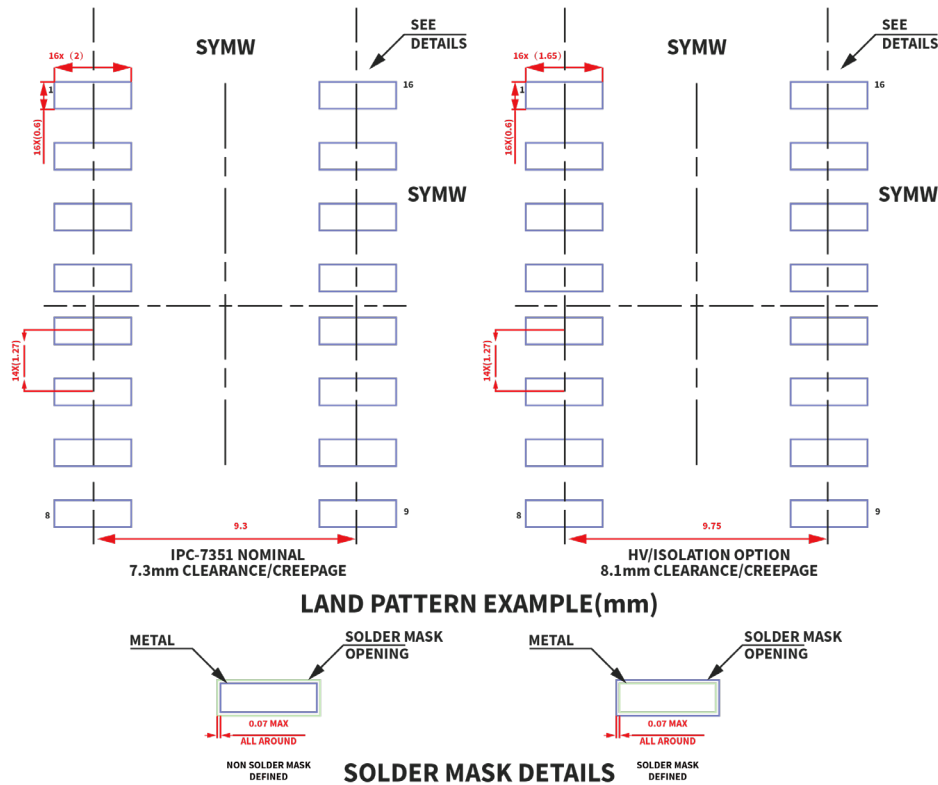 SYMW
SEE
DETAILS
16x（2）
1
16
16X(0.6)
SYMW
14X(1.27)
8
9
9.3
IPC-7351 NOMINAL
7.3mm CLEARANCE/CREEPAGE
SYMW
SEE
DETAILS
16x（1.65）
1
16
16X(0.6)
SYMW
14X(1.27)
8
9
9.75
HV/ISOLATION OPTION
8.1mm CLEARANCE/CREEPAGE
LAND PATTERN EXAMPLE(mm)
METAL
SOLDER MASK
OPENING
0.07 MAX
ALL AROUND
NON SOLDER MASK
DEFINED
METAL
SOLDER MASK
OPENING
0.07 MAX
ALL AROUND
SOLDER MASK
DEFINED
SOLDER MASK DETAILS